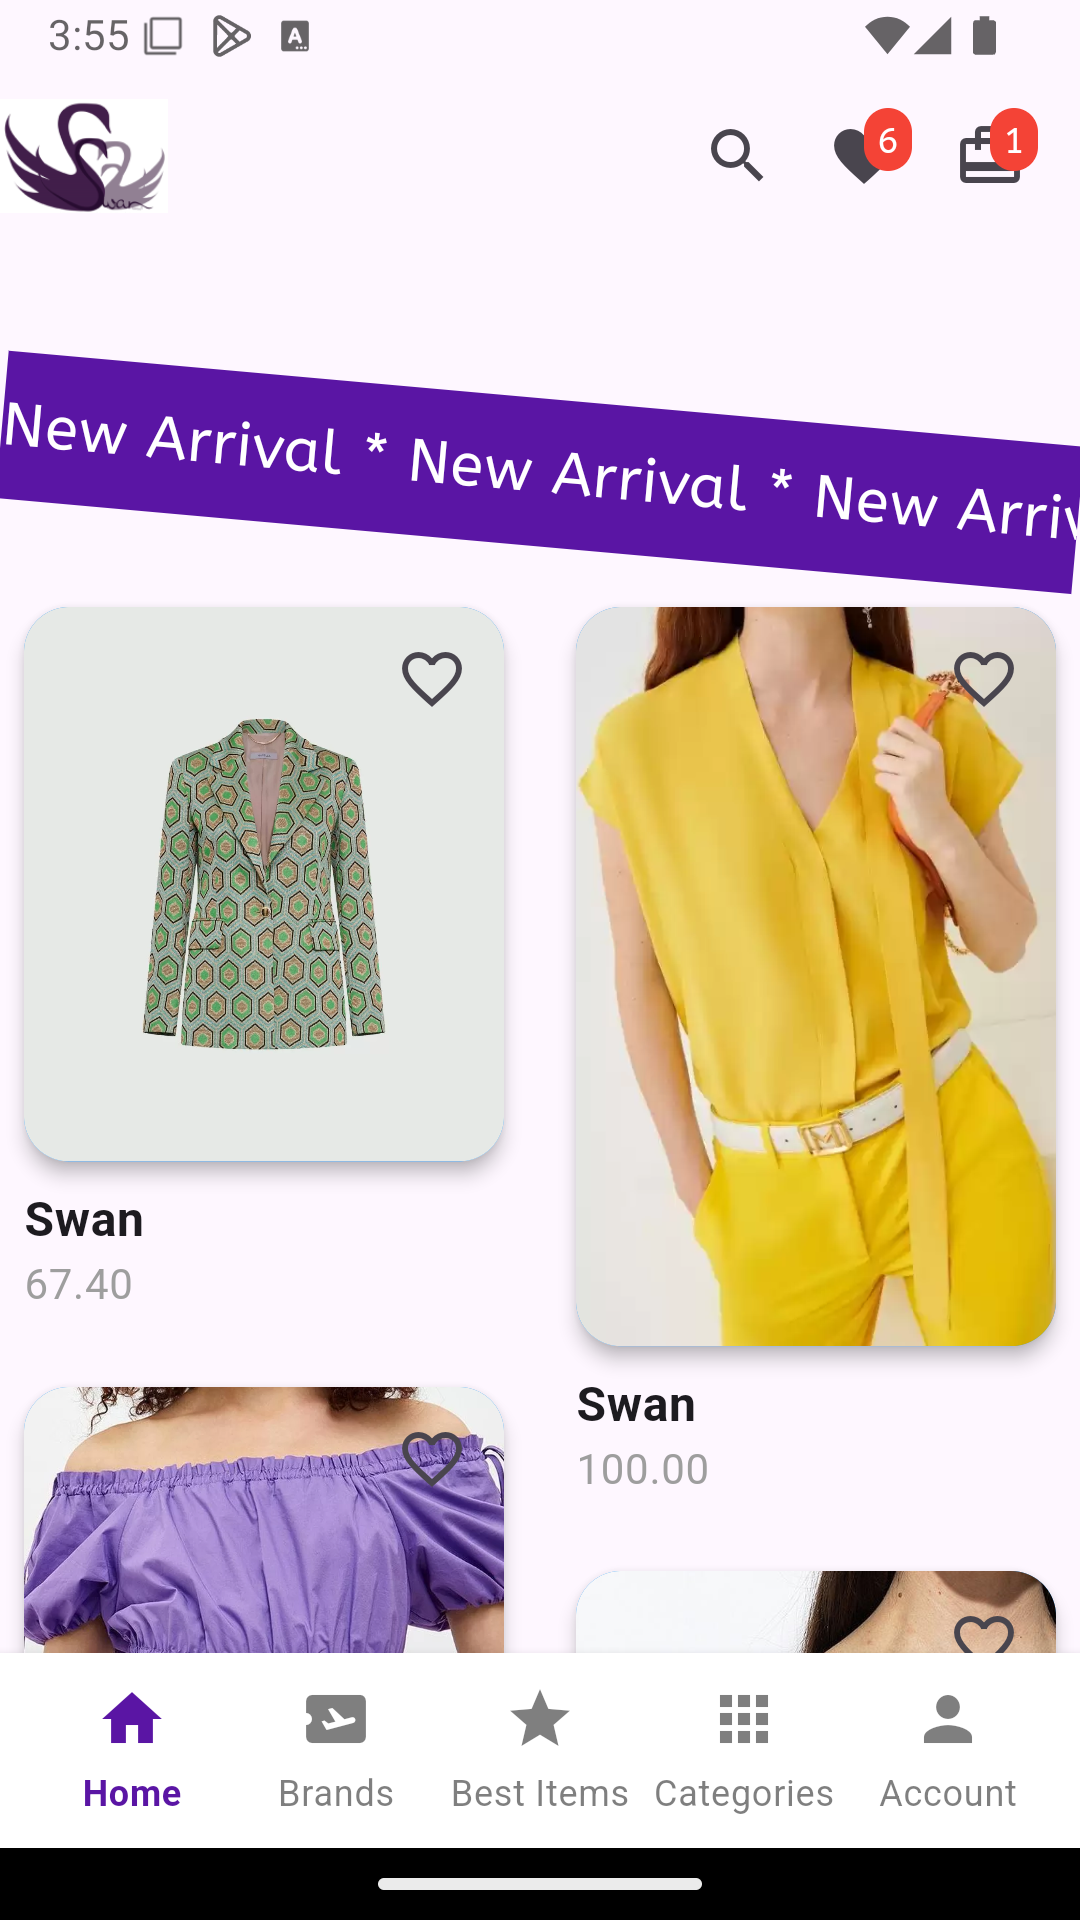 3:55
A
Swan
6
1
New Arrival * New Arrival * New Arriv
Swan
67.40
Swan
100.00
Home
Brands
Best Items
Categories
Account